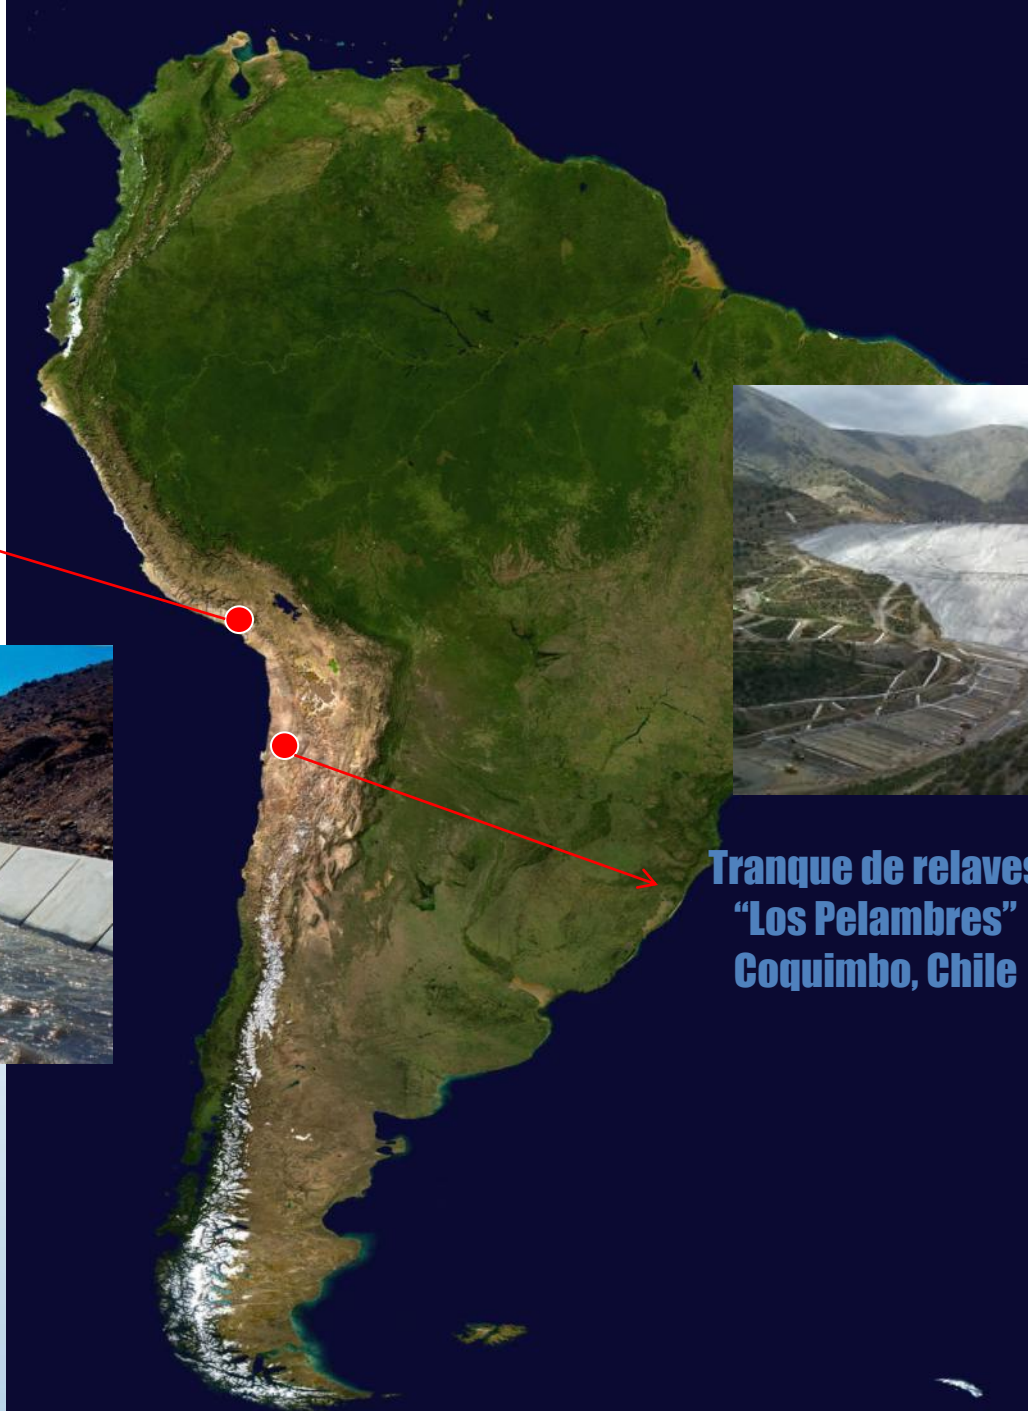 Tranque de relaves
“Los Pelambres”
Coquimbo, Chile